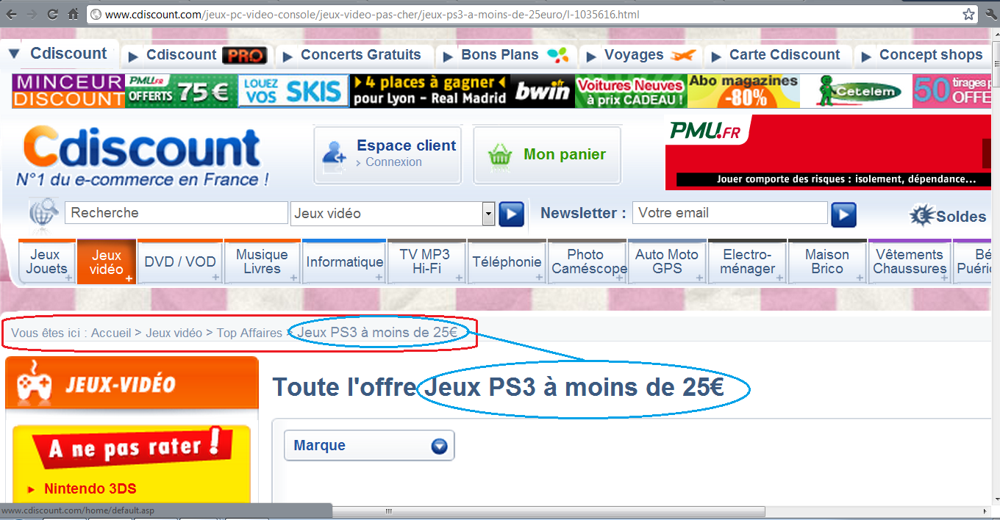 www.cdiscount.com/jeux-pc-video-console/jeux-video-pas-cher/jeux-ps3-a-moins-de-25euro/l-1035616.html
Cdiscount
Cdiscount PRO
Concerts Gratuits
Bons Plans
Voyages
Carte Cdiscount
Concept shops
MINCEUR
DISCOUNT
PMU.FR
OFFERTS 75€
LOUEZ
VOS SKIS
4 places à gagner
pour Lyon - Real Madrid
bwin
Voitures Neuves
à prix CADEAU !
Abo magazines
-80%
Cetelem
50 tirages
OFFE
Cdiscount
N°1 du e-commerce en France !
Espace client
> Connexion
Mon panier
PMU.FR
Jouer comporte des risques : isolement, dépendance...
Recherche
Jeux vidéo
Newsletter :
Votre email
€ Soldes
Jeux
Jouets
+
Jeux
vidéo
+
DVD / VOD
+
Musique
Livres
+
Informatique
+
TV MP3
Hi-Fi
+
Téléphonie
+
Photo
Caméscope
+
Auto Moto
GPS
+
Electro-
ménager
+
Maison
Brico
+
Vêtements
Chaussures
+
Bé
Puéric
Vous êtes ici : Accueil > Jeux vidéo > Top Affaires > Jeux PS3 à moins de 25€
JEUX-VIDÉO
Toute l'offre Jeux PS3 à moins de 25€
A ne pas rater !
Marque
Nintendo 3DS
www.cdiscount.com/home/default.asp